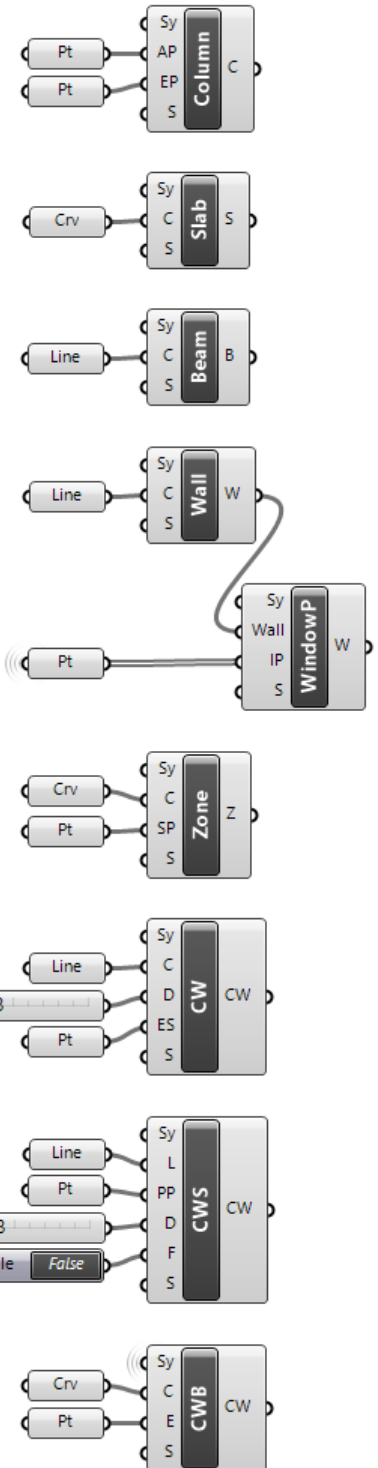 Sy
Pt AP Column C
Pt EP
S
Sy
Crv C Slab S
S
Sy
Line C Beam B
S
Sy
Line C Wall W
S
Sy
Wall WindowP W
Pt IP
S
Sy
Crv C Zone Z
Pt SP
S
Sy
Line C CW CW
D
Pt ES
S
Sy
Line L
Pt PP CWS CW
D
le False F
S
Sy
Crv C CWB CW
Pt E
S